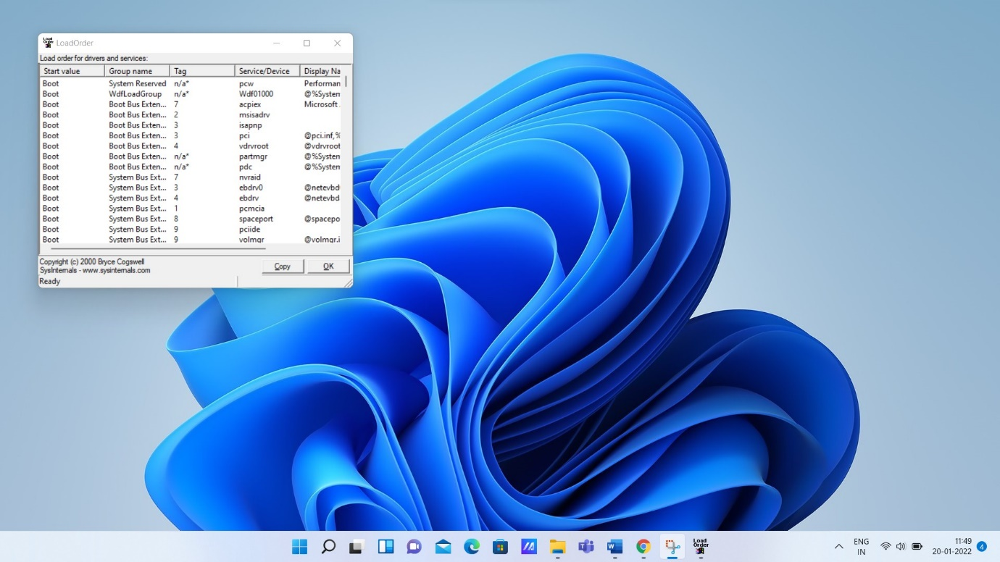 LoadOrder
Load order for drivers and services:
Start value Group name Tag Service/Device Display Na
Boot System Reserved n/a* pcw Performan
Boot WdfLoadGroup n/a* Wdf01000 @%System
Boot Boot Bus Exten... 7 acpiex Microsoft
Boot Boot Bus Exten... 2 msisadrv
Boot Boot Bus Exten... 3 isapnp
Boot Boot Bus Exten... 3 pci @pci.inf,%
Boot Boot Bus Exten... 4 vdrvroot @vdrvroot
Boot Boot Bus Exten... n/a* partmgr @%System
Boot Boot Bus Exten... n/a* pdc @%System
Boot System Bus Ext... 7 nvraid
Boot System Bus Ext... 3 ebdrv0 @netevbd
Boot System Bus Ext... 4 ebdrv @netevbd
Boot System Bus Ext... 1 pcmcia
Boot System Bus Ext... 8 spaceport @spacepo
Boot System Bus Ext... 9 pciide
Boot System Bus Ext... 9 volmgr @volmgr.i
Copyright (c) 2000 Bryce Cogswell
SysInternals - www.sysinternals.com
Copy OK
Ready
Load
Order
ENG
IN
11:49
20-01-2022
4